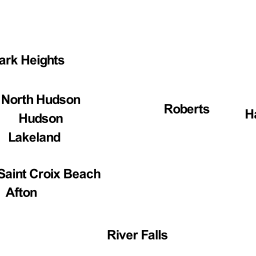 ark Heights
North Hudson
Roberts
Ha
Hudson
Lakeland
Saint Croix Beach
Afton
River Falls